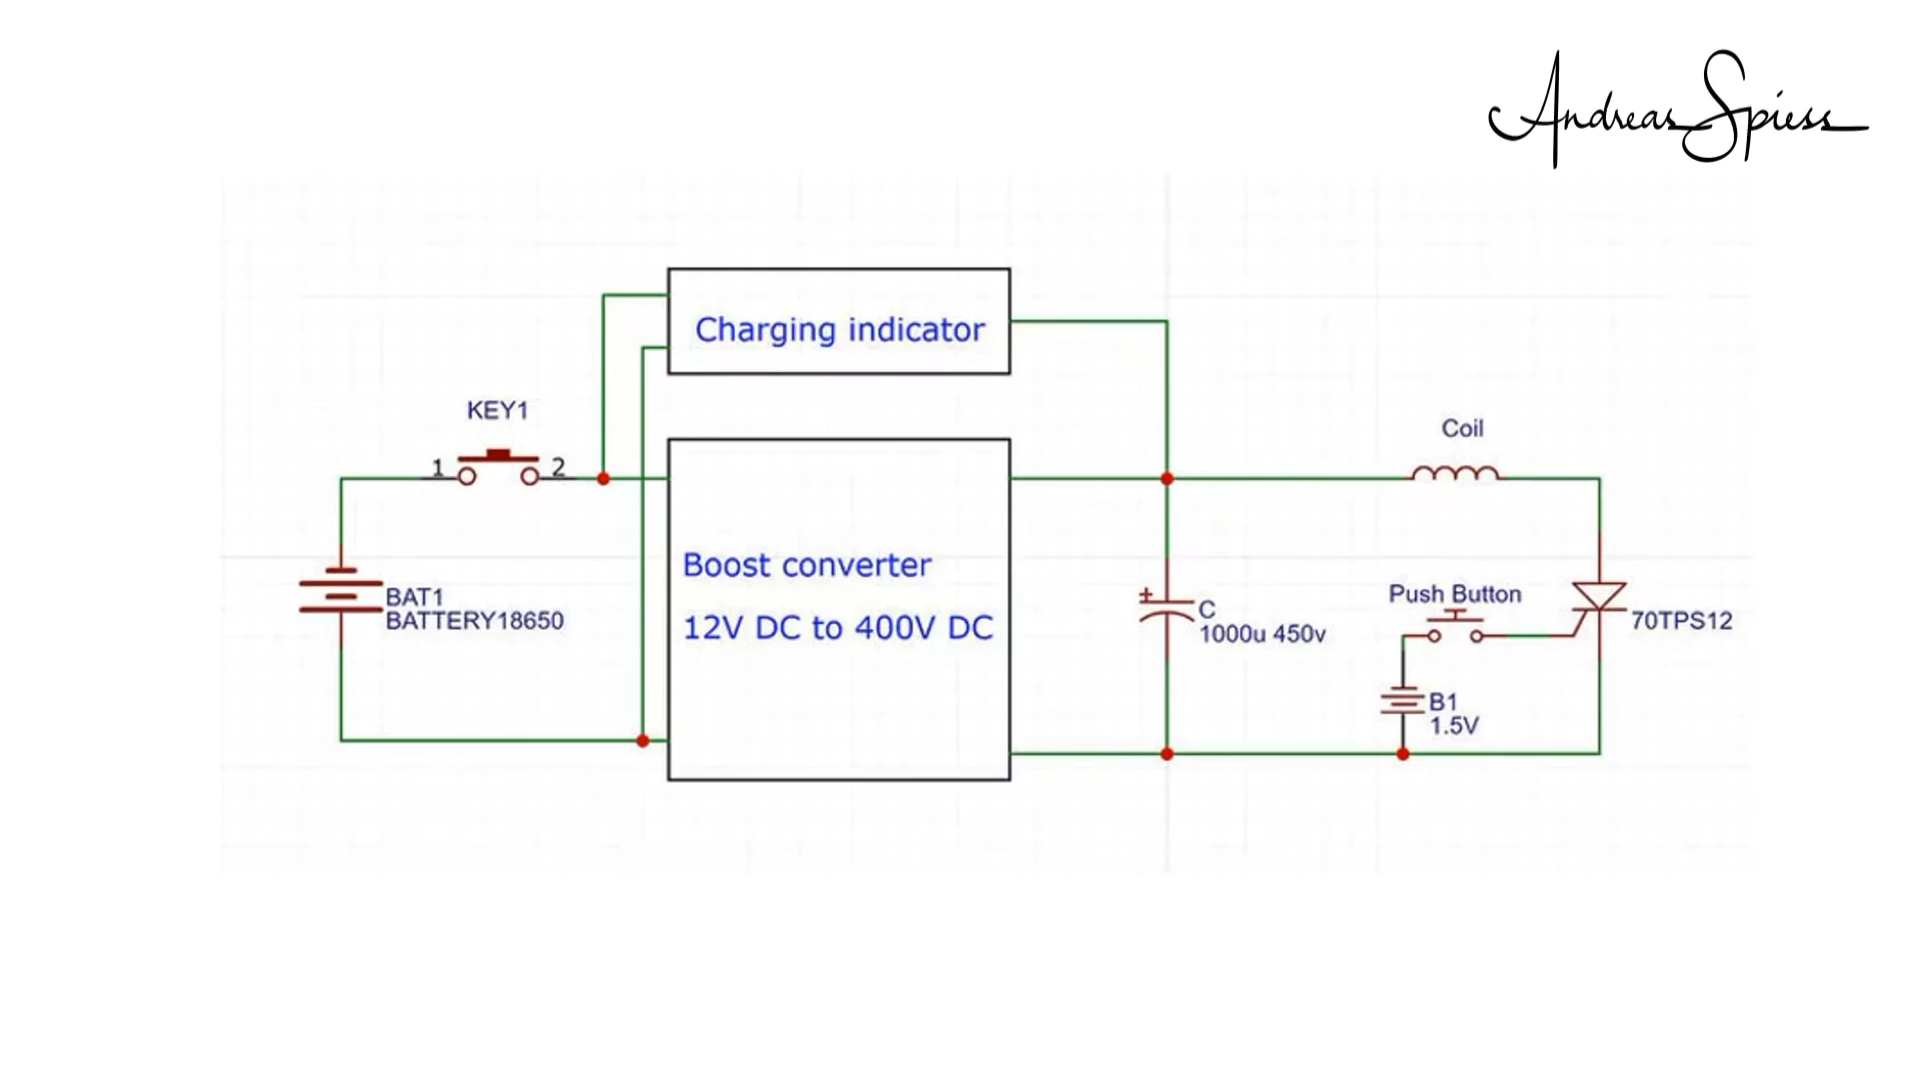 Andreas Spiess
Charging indicator
KEY1
1
2
Coil
Boost converter
12V DC to 400V DC
BAT1
BATTERY18650
+
C
1000u 450v
Push Button
70TPS12
B1
1.5V